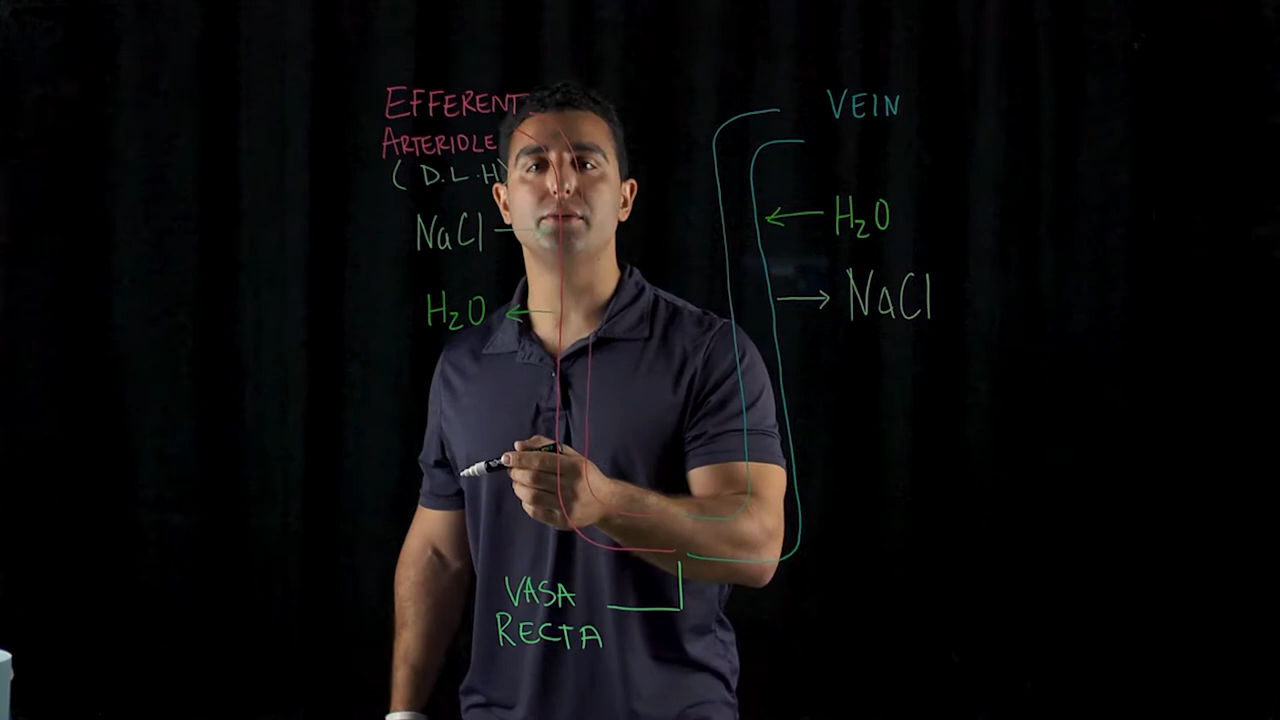 EFFERENT
ARTERIOLE
(D.L.H)
NaCl
H₂O
VEIN
H₂O
NaCl
VASA
RECTA